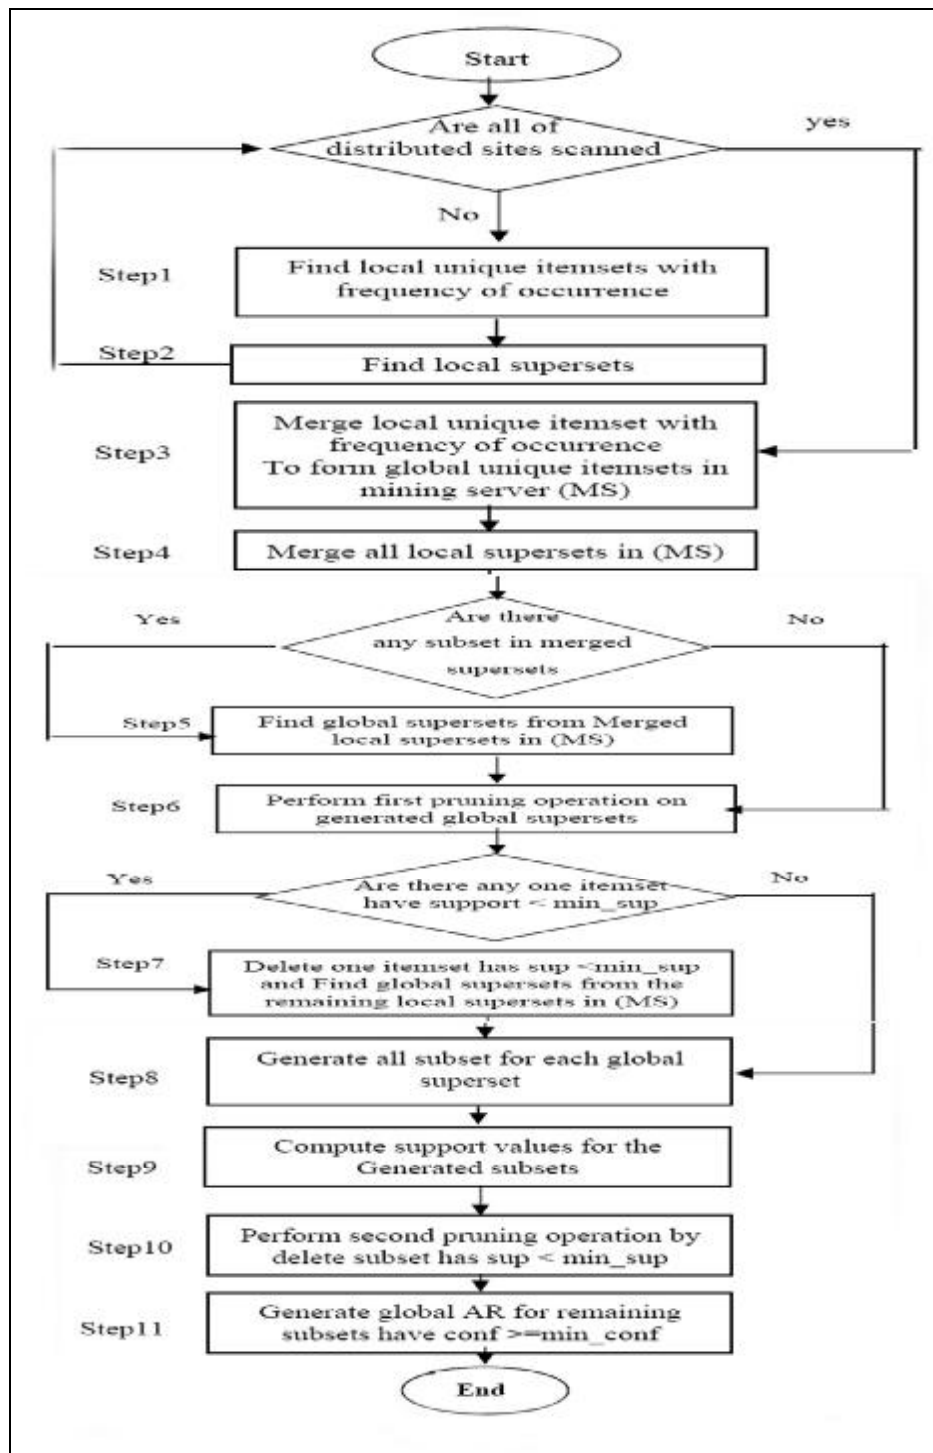 Start
Are all of
distributed sites scanned
yes
No
Step1
Find local unique itemsets with
frequency of occurrence
Step2
Find local supersets
Step3
Merge local unique itemset with
frequency of occurrence
To form global unique itemsets in
mining server (MS)
Step4
Merge all local supersets in (MS)
Yes
Are there
any subset in merged
supersets
No
Step5
Find global supersets from Merged
local supersets in (MS)
Step6
Perform first pruning operation on
generated global supersets
Yes
Are there any one itemset
have support < min_sup
No
Step7
Delete one itemset has sup <min_sup
and Find global supersets from the
remaining local supersets in (MS)
Step8
Generate all subset for each global
superset
Step9
Compute support values for the
Generated subsets
Step10
Perform second pruning operation by
delete subset has sup < min_sup
Step11
Generate global AR for remaining
subsets have conf >=min_conf
End